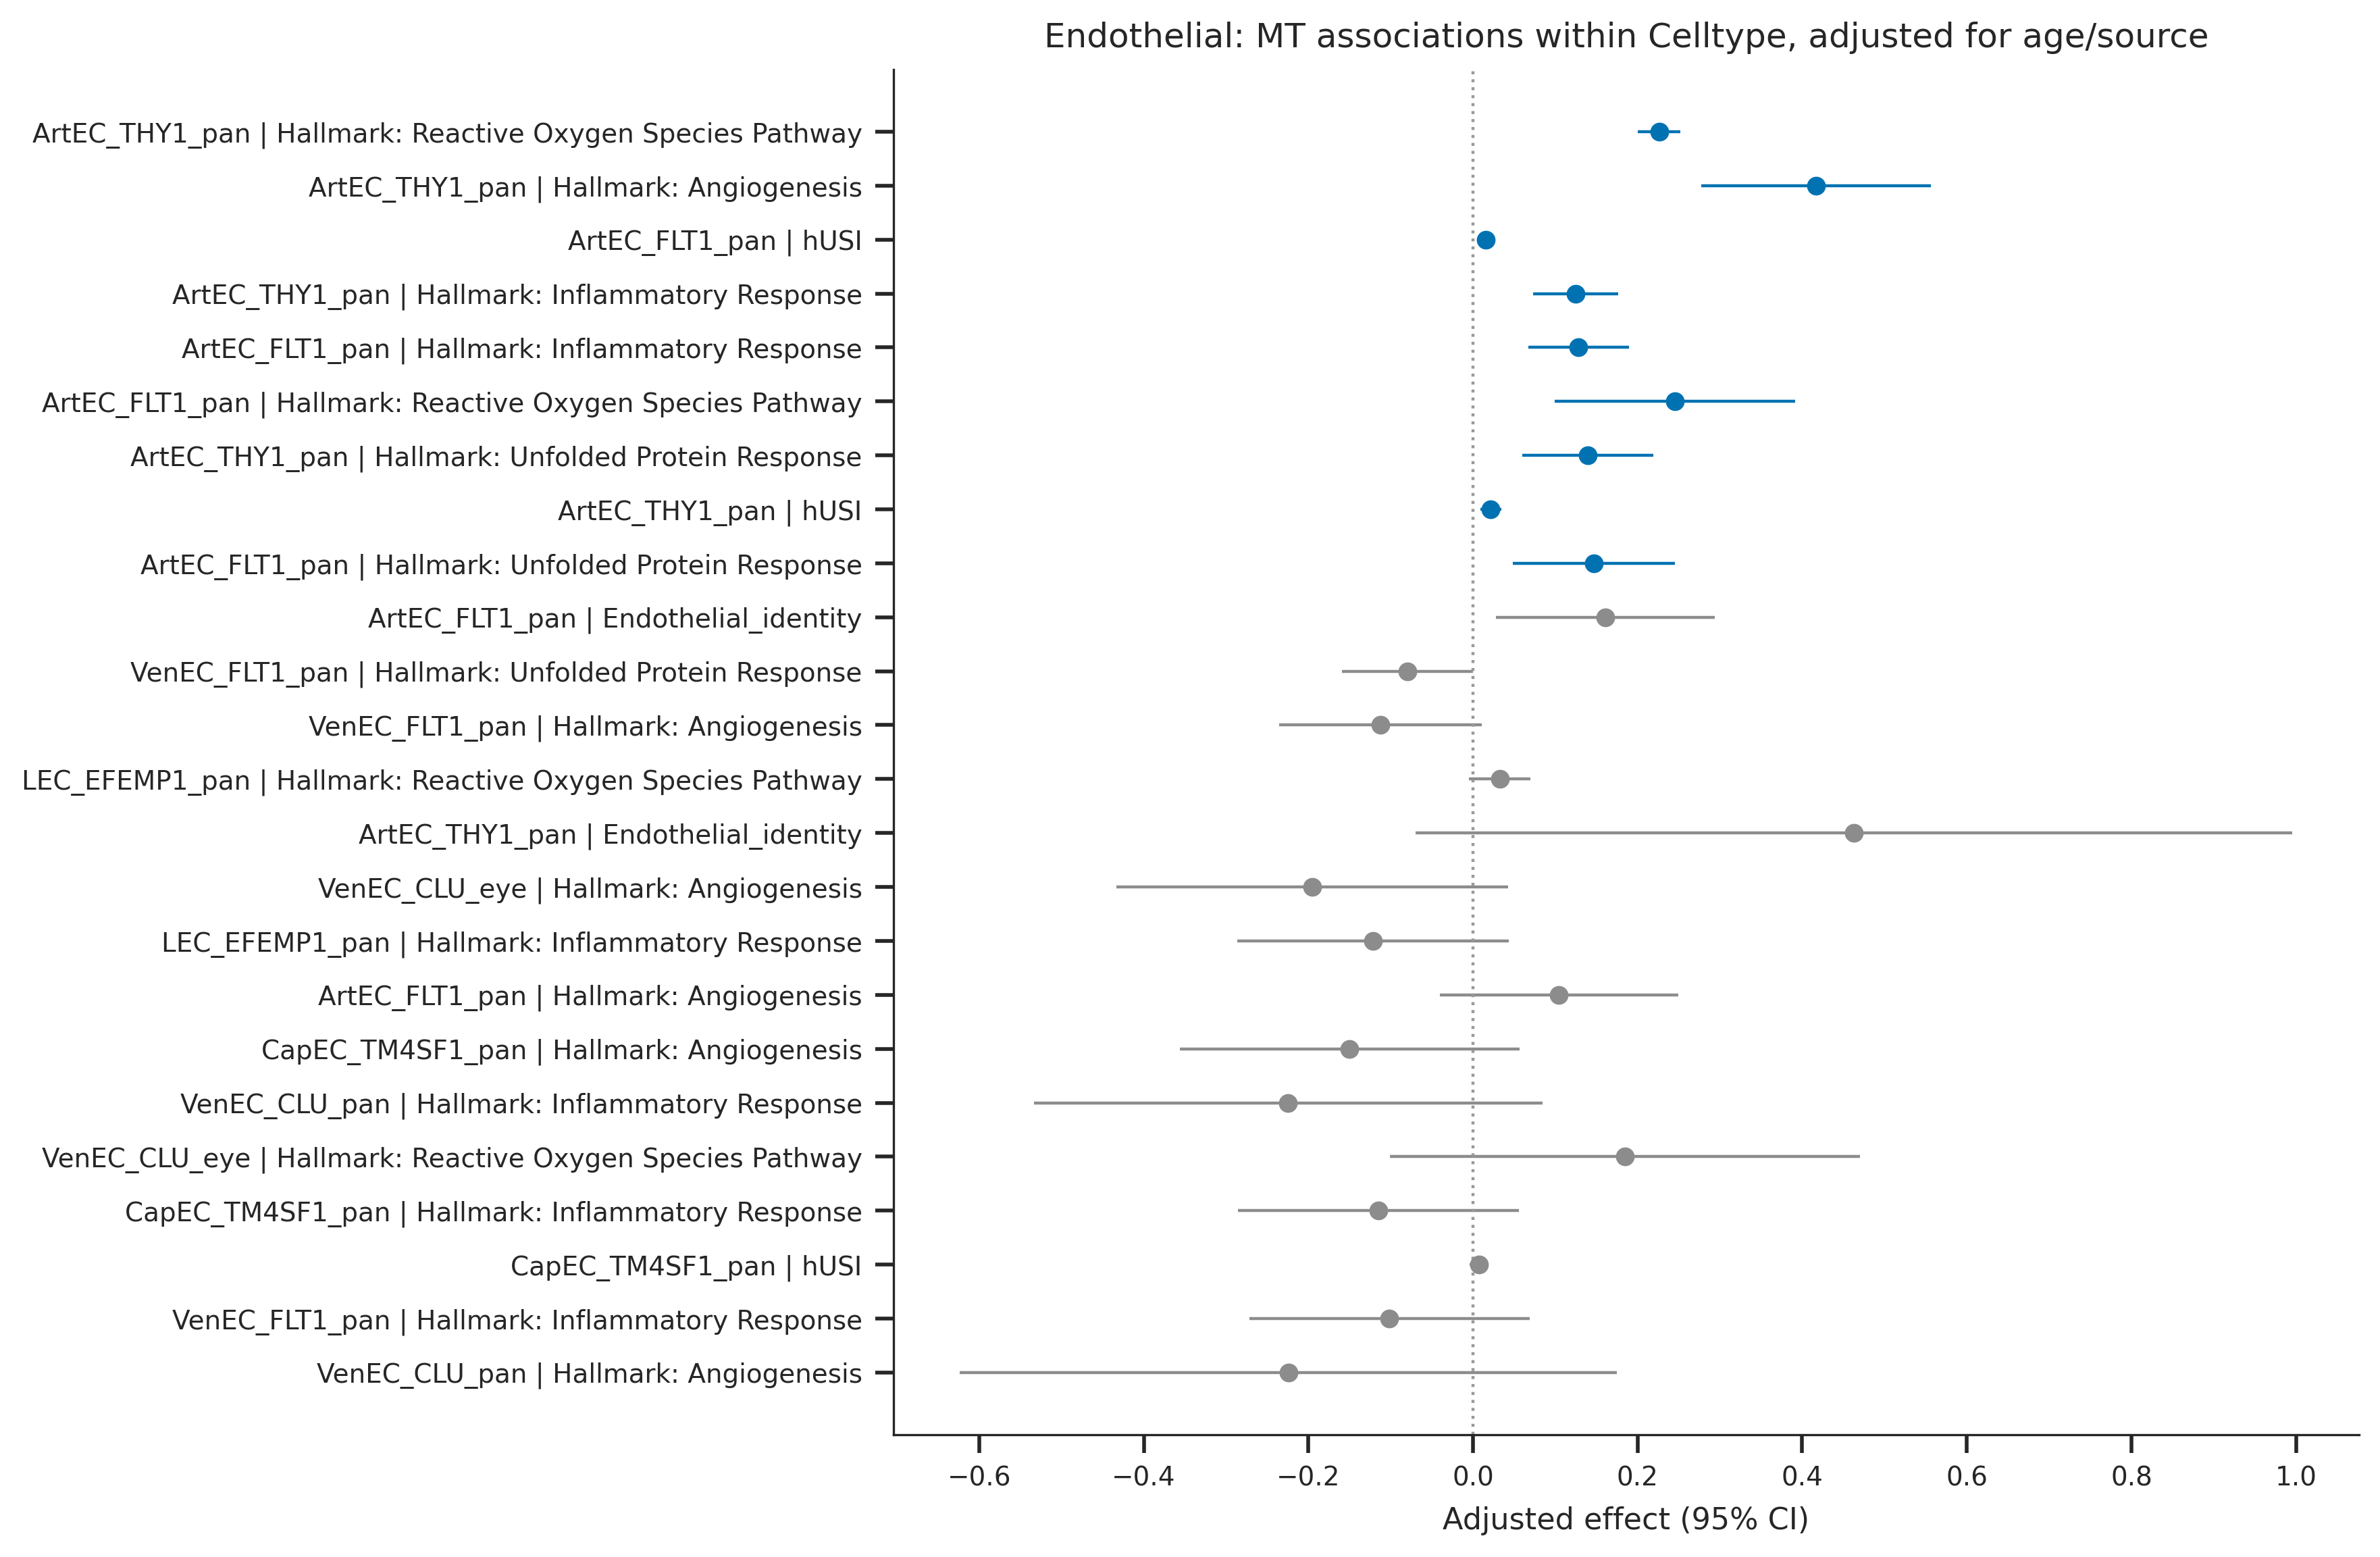 Endothelial: MT associations within Celltype, adjusted for age/source
ArtEC_THY1_pan | Hallmark: Reactive Oxygen Species Pathway
ArtEC_THY1_pan | Hallmark: Angiogenesis
ArtEC_FLT1_pan | hUSI
ArtEC_THY1_pan | Hallmark: Inflammatory Response
ArtEC_FLT1_pan | Hallmark: Inflammatory Response
ArtEC_FLT1_pan | Hallmark: Reactive Oxygen Species Pathway
ArtEC_THY1_pan | Hallmark: Unfolded Protein Response
ArtEC_THY1_pan | hUSI
ArtEC_FLT1_pan | Hallmark: Unfolded Protein Response
ArtEC_FLT1_pan | Endothelial_identity
VenEC_FLT1_pan | Hallmark: Unfolded Protein Response
VenEC_FLT1_pan | Hallmark: Angiogenesis
LEC_EFEMP1_pan | Hallmark: Reactive Oxygen Species Pathway
ArtEC_THY1_pan | Endothelial_identity
VenEC_CLU_eye | Hallmark: Angiogenesis
LEC_EFEMP1_pan | Hallmark: Inflammatory Response
ArtEC_FLT1_pan | Hallmark: Angiogenesis
CapEC_TM4SF1_pan | Hallmark: Angiogenesis
VenEC_CLU_pan | Hallmark: Inflammatory Response
VenEC_CLU_eye | Hallmark: Reactive Oxygen Species Pathway
CapEC_TM4SF1_pan | Hallmark: Inflammatory Response
CapEC_TM4SF1_pan | hUSI
VenEC_FLT1_pan | Hallmark: Inflammatory Response
VenEC_CLU_pan | Hallmark: Angiogenesis
−0.6 −0.4 −0.2 0.0 0.2 0.4 0.6 0.8 1.0
Adjusted effect (95% CI)